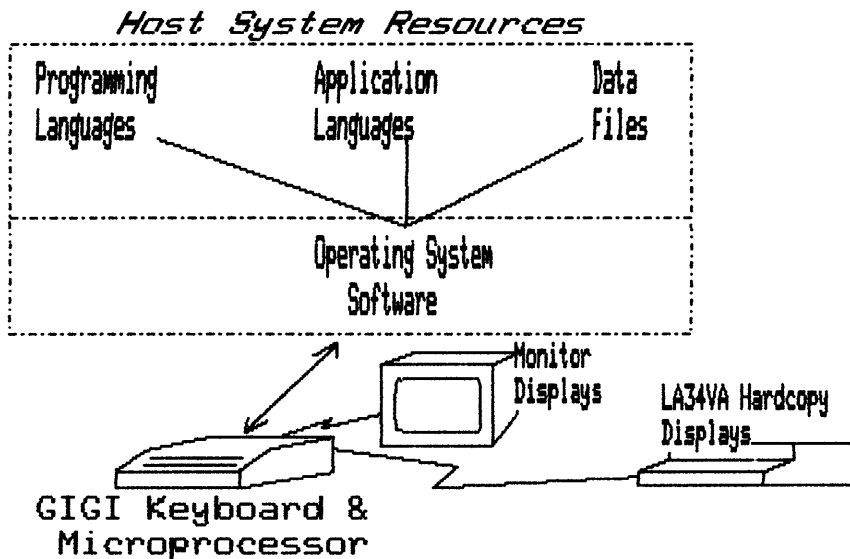 Host System Resources
Programming
Languages
Application
Languages
Data
Files
Operating System
Software
Monitor
Displays
LA34VA Hardcopy
Displays
GIGI Keyboard &
Microprocessor